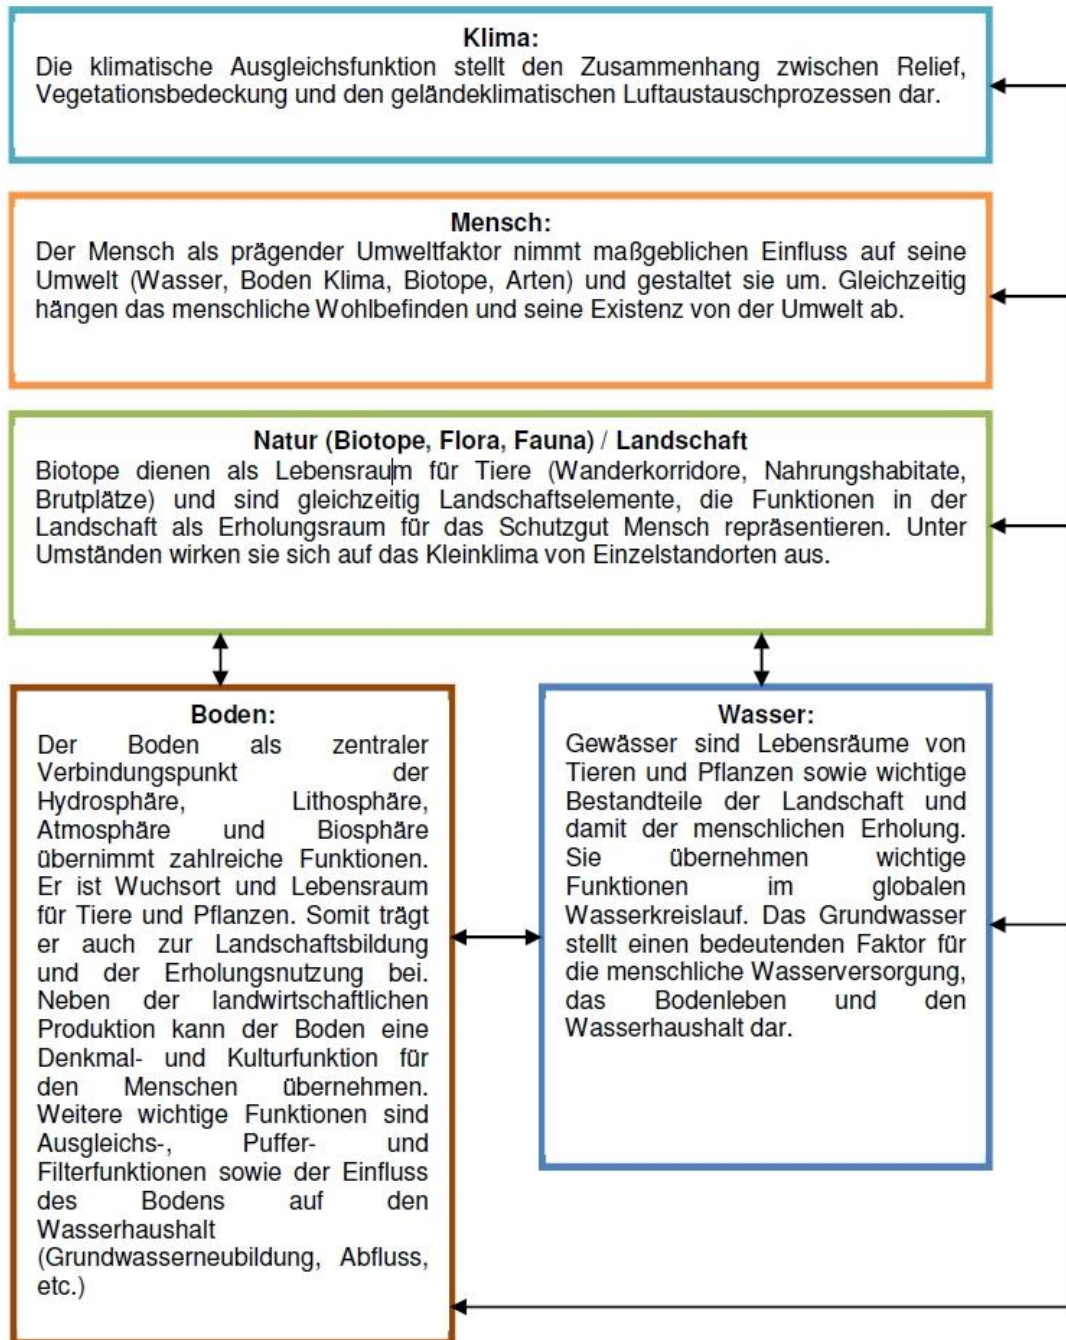 Klima:
Die klimatische Ausgleichsfunktion stellt den Zusammenhang zwischen Relief,
Vegetationsbedeckung und den geländeklimatischen Luftaustauschprozessen dar.
Mensch:
Der Mensch als prägender Umweltfaktor nimmt maßgeblichen Einfluss auf seine
Umwelt (Wasser, Boden Klima, Biotope, Arten) und gestaltet sie um. Gleichzeitig
hängen das menschliche Wohlbefinden und seine Existenz von der Umwelt ab.
Natur (Biotope, Flora, Fauna) / Landschaft
Biotope dienen als Lebensraum für Tiere (Wanderkorridore, Nahrungshabitate,
Brutplätze) und sind gleichzeitig Landschaftselemente, die Funktionen in der
Landschaft als Erholungsraum für das Schutzgut Mensch repräsentieren. Unter
Umständen wirken sie sich auf das Kleinklima von Einzelstandorten aus.
Boden:
Der Boden als zentraler
Verbindungspunkt der
Hydrosphäre, Lithosphäre,
Atmosphäre und Biosphäre
übernimmt zahlreiche Funktionen.
Er ist Wuchsort und Lebensraum
für Tiere und Pflanzen. Somit trägt
er auch zur Landschaftsbildung
und der Erholungsnutzung bei.
Neben der landwirtschaftlichen
Produktion kann der Boden eine
Denkmal- und Kulturfunktion für
den Menschen übernehmen.
Weitere wichtige Funktionen sind
Ausgleichs-, Puffer- und
Filterfunktionen sowie der Einfluss
des Bodens auf den
Wasserhaushalt
(Grundwasserneubildung, Abfluss,
etc.)
Wasser:
Gewässer sind Lebensräume von
Tieren und Pflanzen sowie wichtige
Bestandteile der Landschaft und
damit der menschlichen Erholung.
Sie übernehmen wichtige
Funktionen im globalen
Wasserkreislauf. Das Grundwasser
stellt einen bedeutenden Faktor für
die menschliche Wasserversorgung,
das Bodenleben und den
Wasserhaushalt dar.